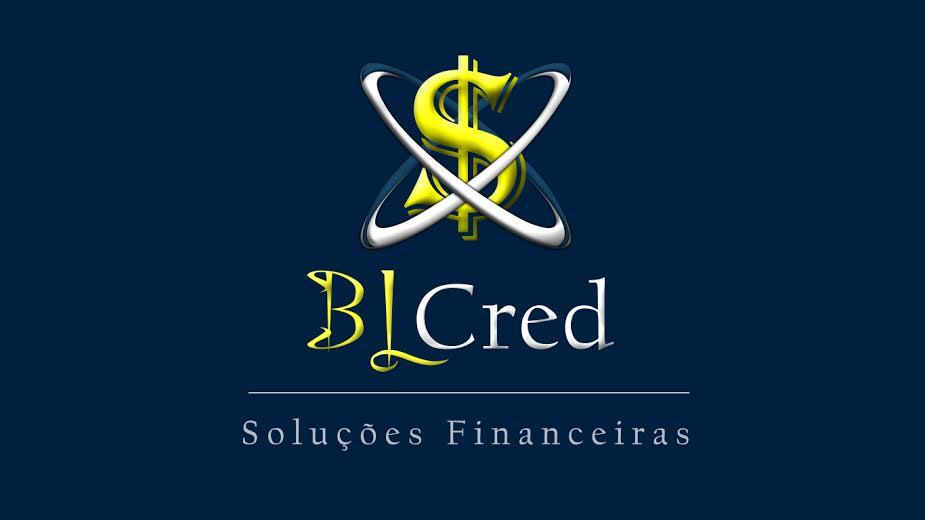 $
BLCred
Soluções Financeiras